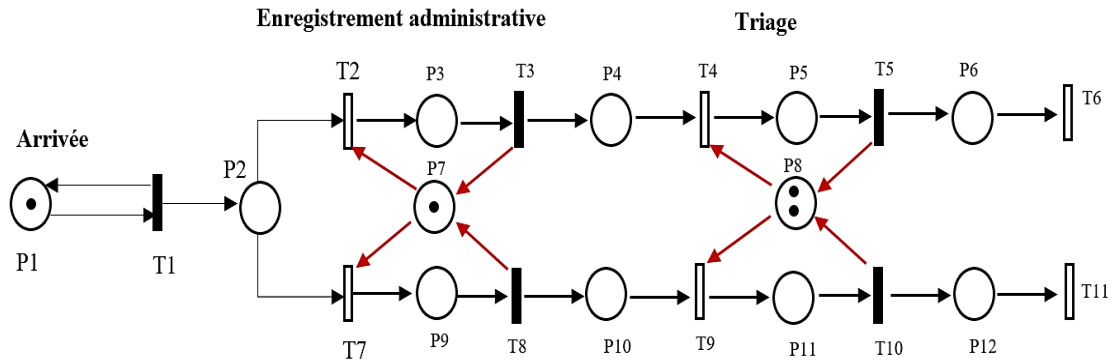 Enregistrement administrative
Triage
T2 P3 T3 P4 T4 P5 T5 P6 T6
Arrivée
P2 P7 P8
P1 T1
T7 P9 T8 P10 T9 P11 T10 P12 T11